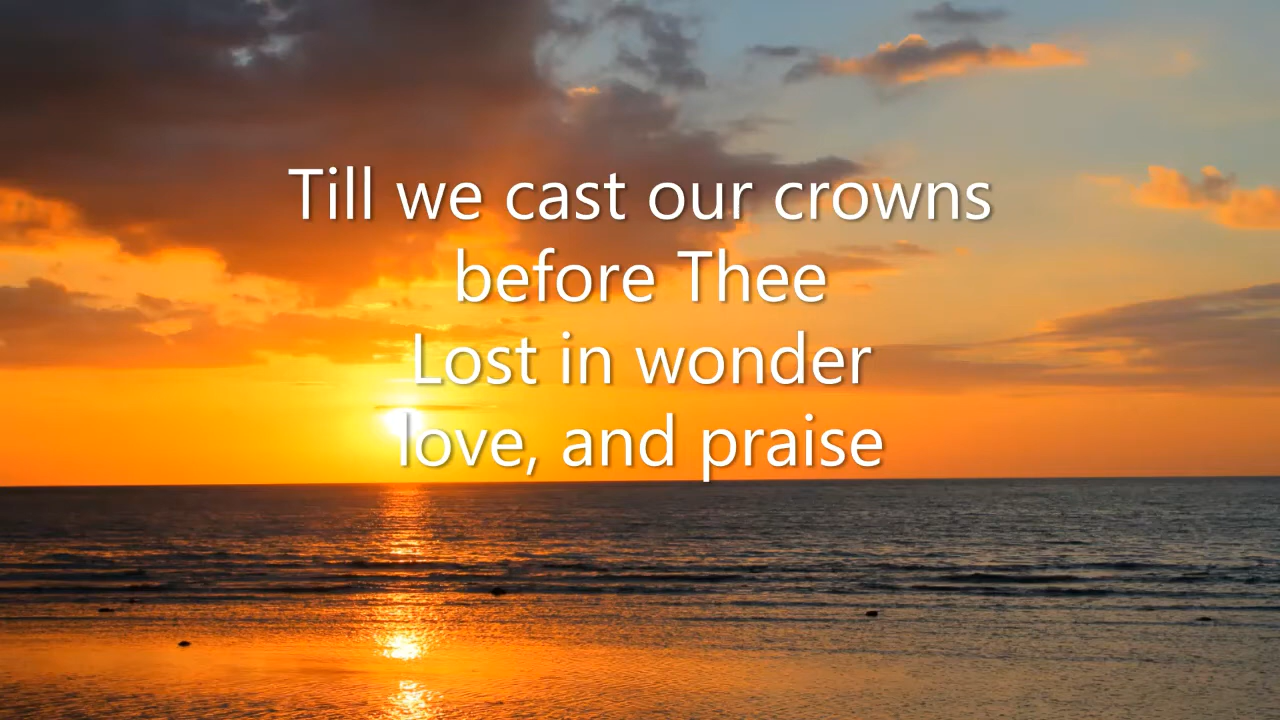 Till we cast our crowns
before Thee
Lost in wonder
love, and praise